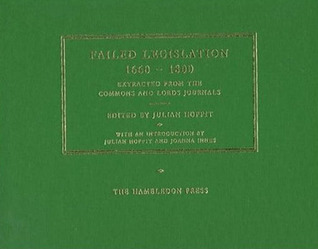 FAILED LEGISLATION
1660 - 1800
EXTRACTED FROM THE
COMMONS AND LORDS JOURNALS
EDITED BY JULIAN HOPPIT
WITH AN INTRODUCTION BY
JULIAN HOPPIT AND JOANNA INNES
THE HAMBLEDON PRESS